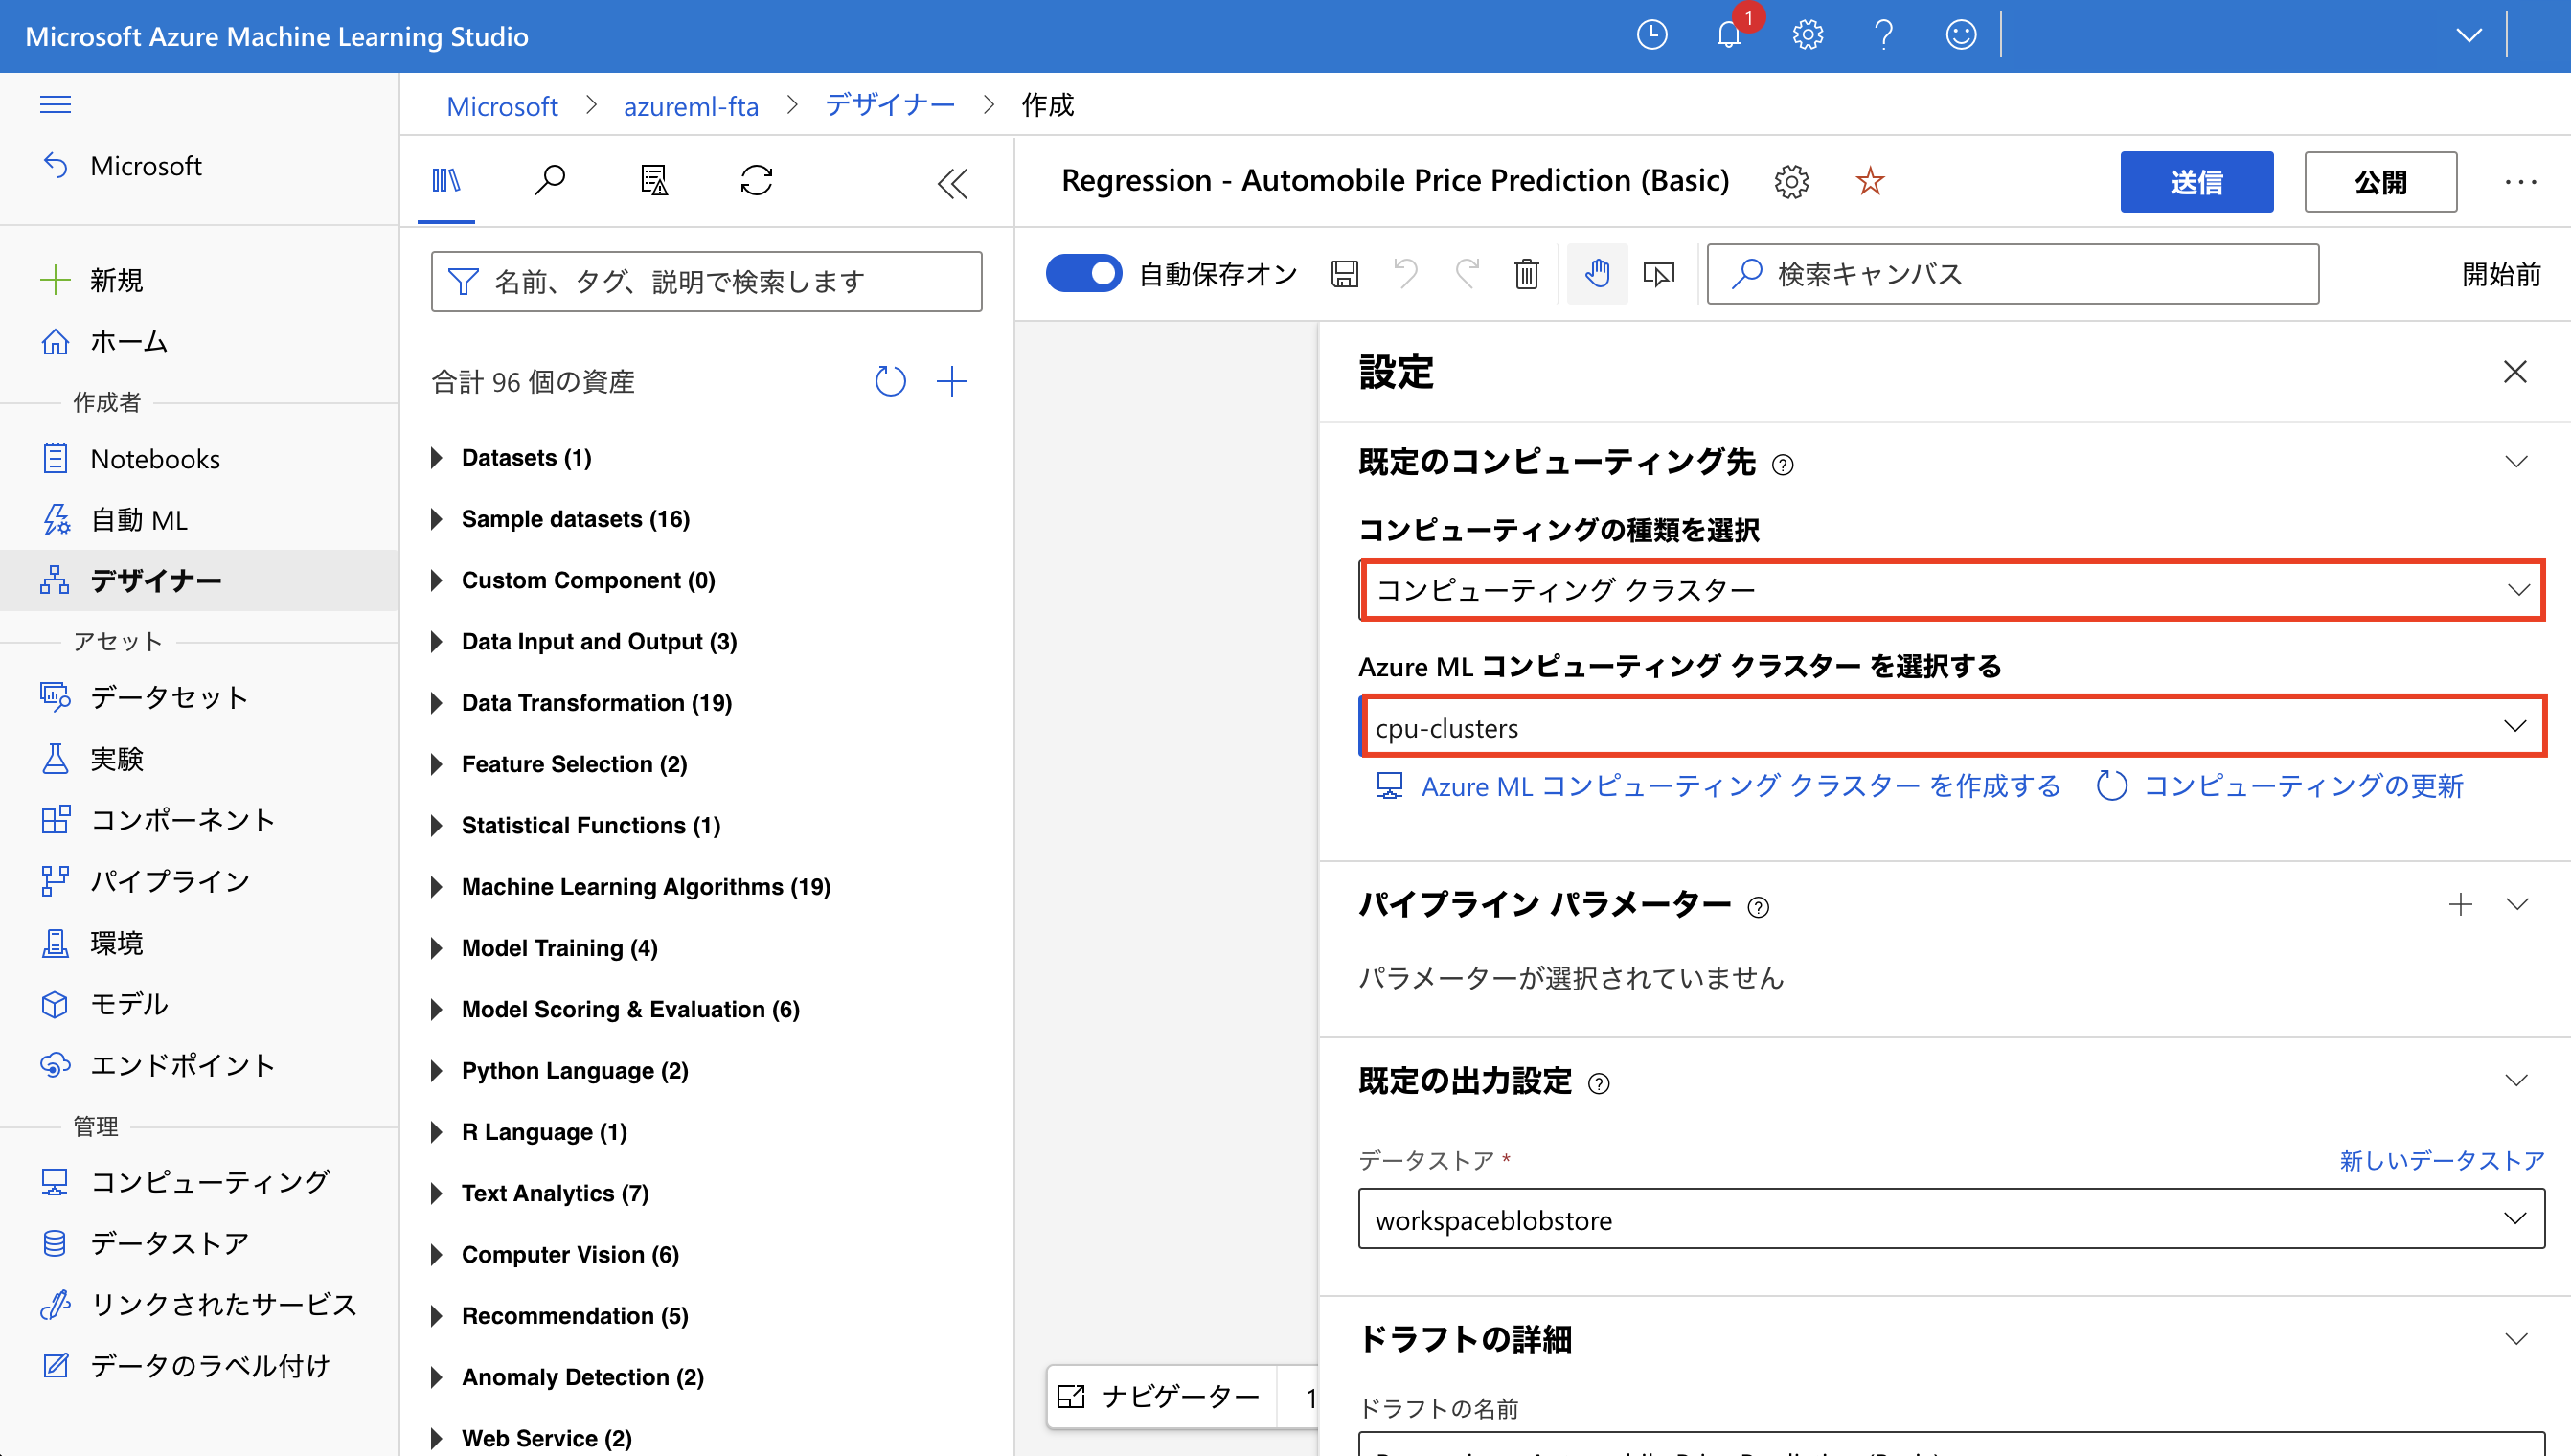 Microsoft Azure Machine Learning Studio
1
Microsoft
新規
ホーム
作成者
Notebooks
自動 ML
デザイナー
アセット
データセット
実験
コンポーネント
パイプライン
環境
モデル
エンドポイント
管理
コンピューティング
データストア
リンクされたサービス
データのラベル付け
Microsoft > azureml-fta > デザイナー > 作成
名前、タグ、説明で検索します
合計 96 個の資産
Datasets (1)
Sample datasets (16)
Custom Component (0)
Data Input and Output (3)
Data Transformation (19)
Feature Selection (2)
Statistical Functions (1)
Machine Learning Algorithms (19)
Model Training (4)
Model Scoring & Evaluation (6)
Python Language (2)
R Language (1)
Text Analytics (7)
Computer Vision (6)
Recommendation (5)
Anomaly Detection (2)
Web Service (2)
Regression - Automobile Price Prediction (Basic)
送信
公開
自動保存オン
検索キャンバス
開始前
ナビゲーター
1
設定
既定のコンピューティング先
コンピューティングの種類を選択
コンピューティング クラスター
Azure ML コンピューティング クラスター を選択する
cpu-clusters
Azure ML コンピューティング クラスター を作成する
コンピューティングの更新
パイプライン パラメーター
パラメーターが選択されていません
既定の出力設定
データストア *
新しいデータストア
workspaceblobstore
ドラフトの詳細
ドラフトの名前